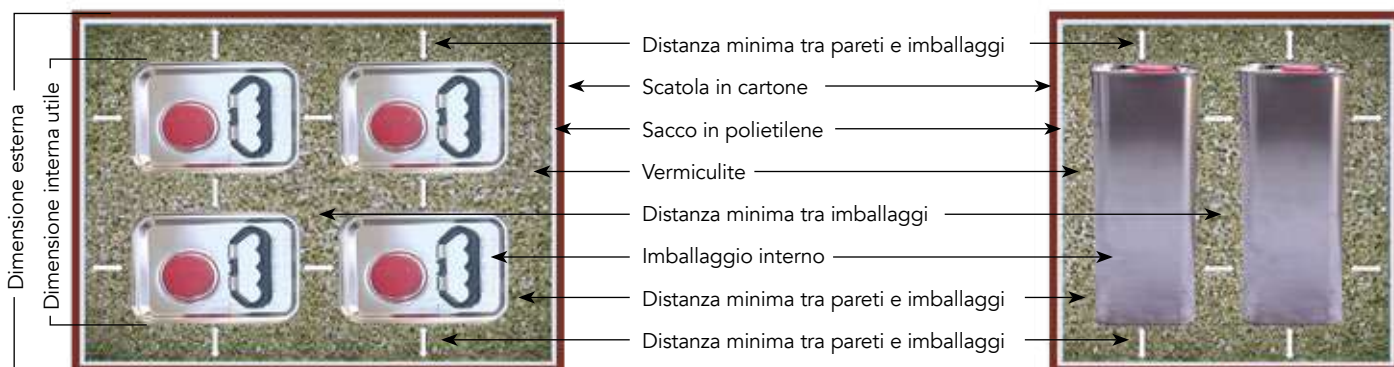 Dimensione esterna
Dimensione interna utile
Distanza minima tra pareti e imballaggi
Scatola in cartone
Sacco in polietilene
Vermiculite
Distanza minima tra imballaggi
Imballaggio interno
Distanza minima tra pareti e imballaggi
Distanza minima tra pareti e imballaggi